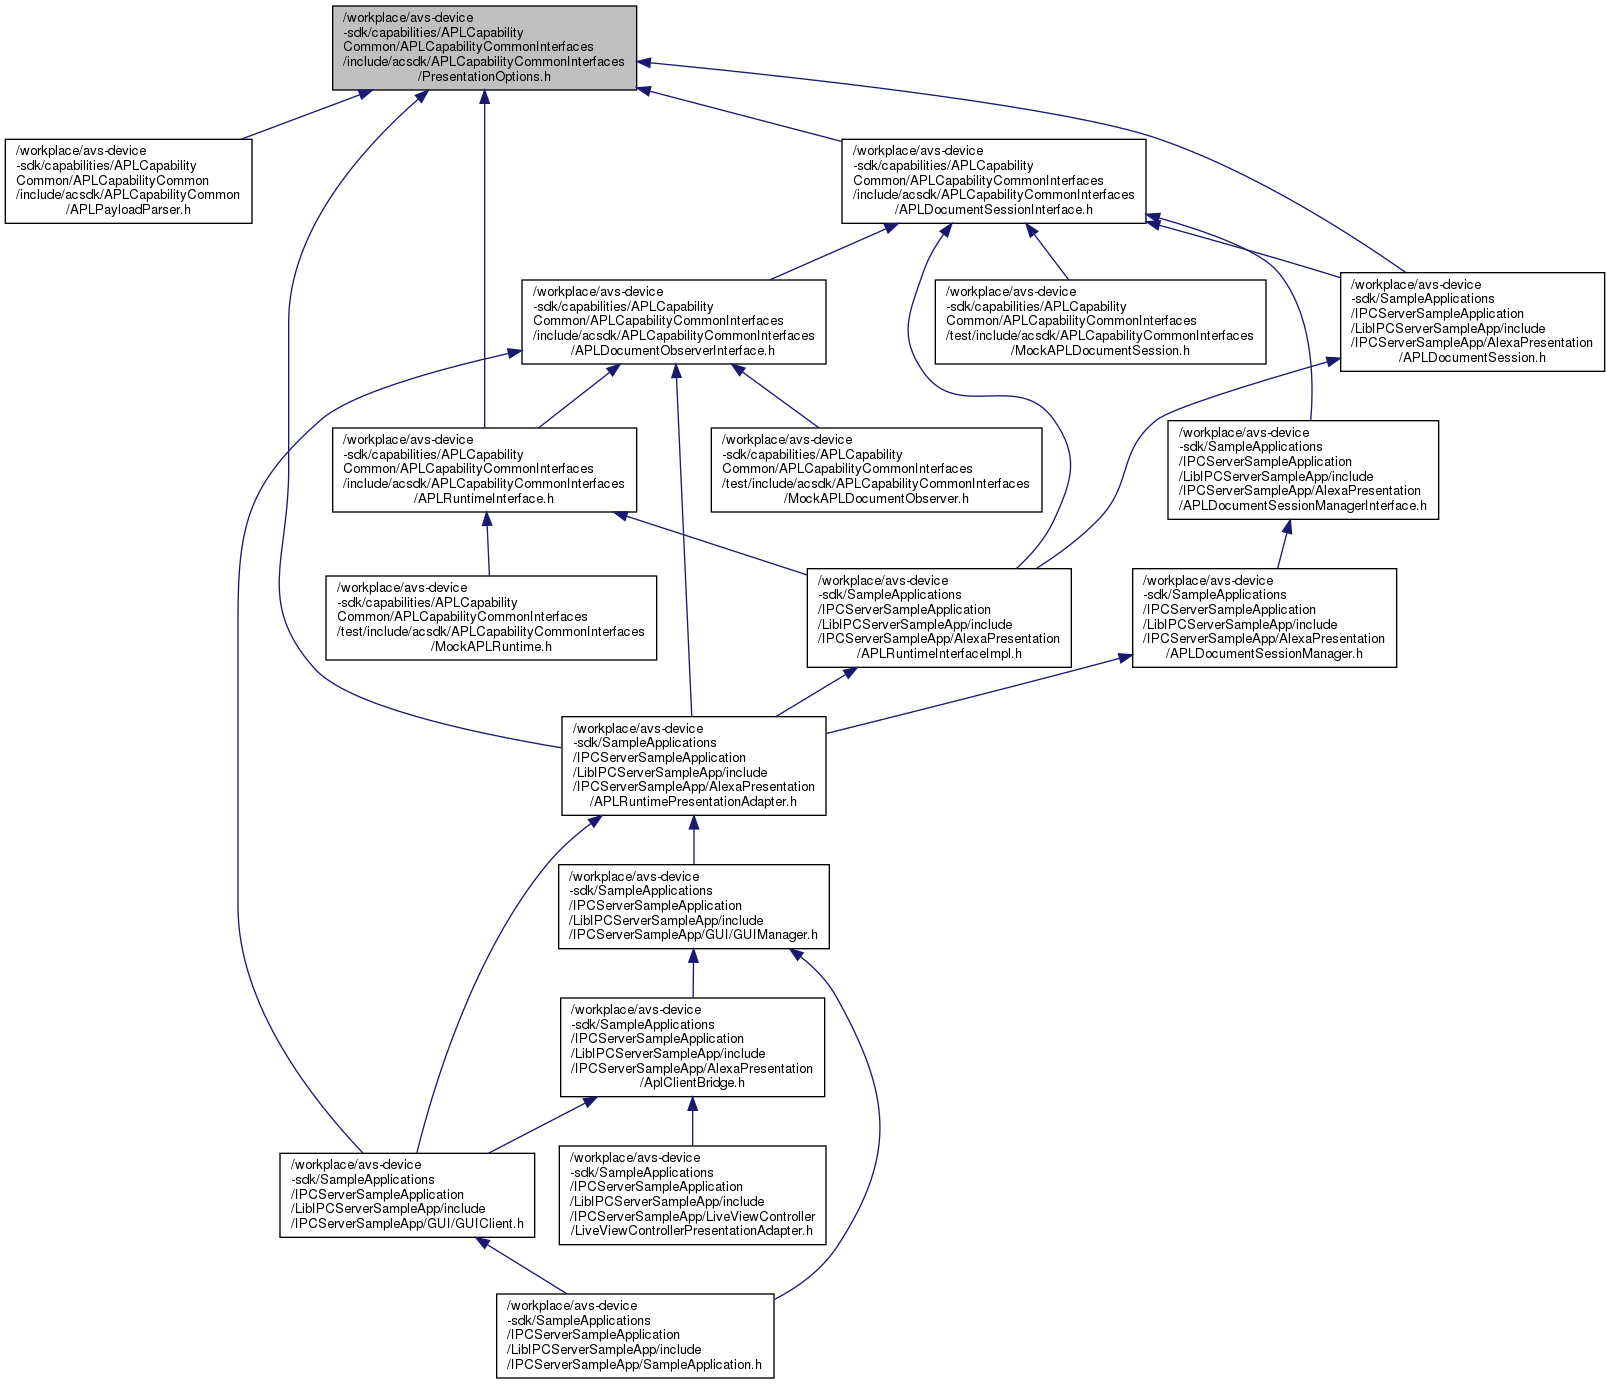 /workplace/avs-device
-sdk/capabilities/APLCapability
Common/APLCapabilityCommonInterfaces
/include/acsdk/APLCapabilityCommonInterfaces
/PresentationOptions.h
/workplace/avs-device
-sdk/capabilities/APLCapability
Common/APLCapabilityCommon
/include/acsdk/APLCapabilityCommon
/APLPayloadParser.h
/workplace/avs-device
-sdk/capabilities/APLCapability
Common/APLCapabilityCommonInterfaces
/include/acsdk/APLCapabilityCommonInterfaces
/APLDocumentSessionInterface.h
/workplace/avs-device
-sdk/capabilities/APLCapability
Common/APLCapabilityCommonInterfaces
/include/acsdk/APLCapabilityCommonInterfaces
/APLDocumentObserverInterface.h
/workplace/avs-device
-sdk/capabilities/APLCapability
Common/APLCapabilityCommonInterfaces
/test/include/acsdk/APLCapabilityCommonInterfaces
/MockAPLDocumentSession.h
/workplace/avs-device
-sdk/SampleApplications
/IPCServerSampleApplication
/LibIPCServerSampleApp/include
/IPCServerSampleApp/AlexaPresentation
/APLDocumentSession.h
/workplace/avs-device
-sdk/capabilities/APLCapability
Common/APLCapabilityCommonInterfaces
/include/acsdk/APLCapabilityCommonInterfaces
/APLRuntimeInterface.h
/workplace/avs-device
-sdk/capabilities/APLCapability
Common/APLCapabilityCommonInterfaces
/test/include/acsdk/APLCapabilityCommonInterfaces
/MockAPLDocumentObserver.h
/workplace/avs-device
-sdk/SampleApplications
/IPCServerSampleApplication
/LibIPCServerSampleApp/include
/IPCServerSampleApp/AlexaPresentation
/APLDocumentSessionManagerInterface.h
/workplace/avs-device
-sdk/capabilities/APLCapability
Common/APLCapabilityCommonInterfaces
/test/include/acsdk/APLCapabilityCommonInterfaces
/MockAPLRuntime.h
/workplace/avs-device
-sdk/SampleApplications
/IPCServerSampleApplication
/LibIPCServerSampleApp/include
/IPCServerSampleApp/AlexaPresentation
/APLRuntimeInterfaceImpl.h
/workplace/avs-device
-sdk/SampleApplications
/IPCServerSampleApplication
/LibIPCServerSampleApp/include
/IPCServerSampleApp/AlexaPresentation
/APLDocumentSessionManager.h
/workplace/avs-device
-sdk/SampleApplications
/IPCServerSampleApplication
/LibIPCServerSampleApp/include
/IPCServerSampleApp/AlexaPresentation
/APLRuntimePresentationAdapter.h
/workplace/avs-device
-sdk/SampleApplications
/IPCServerSampleApplication
/LibIPCServerSampleApp/include
/IPCServerSampleApp/GUI/GUIManager.h
/workplace/avs-device
-sdk/SampleApplications
/IPCServerSampleApplication
/LibIPCServerSampleApp/include
/IPCServerSampleApp/AlexaPresentation
/AplClientBridge.h
/workplace/avs-device
-sdk/SampleApplications
/IPCServerSampleApplication
/LibIPCServerSampleApp/include
/IPCServerSampleApp/GUI/GUIClient.h
/workplace/avs-device
-sdk/SampleApplications
/IPCServerSampleApplication
/LibIPCServerSampleApp/include
/IPCServerSampleApp/LiveViewController
/LiveViewControllerPresentationAdapter.h
/workplace/avs-device
-sdk/SampleApplications
/IPCServerSampleApplication
/LibIPCServerSampleApp/include
/IPCServerSampleApp/SampleApplication.h